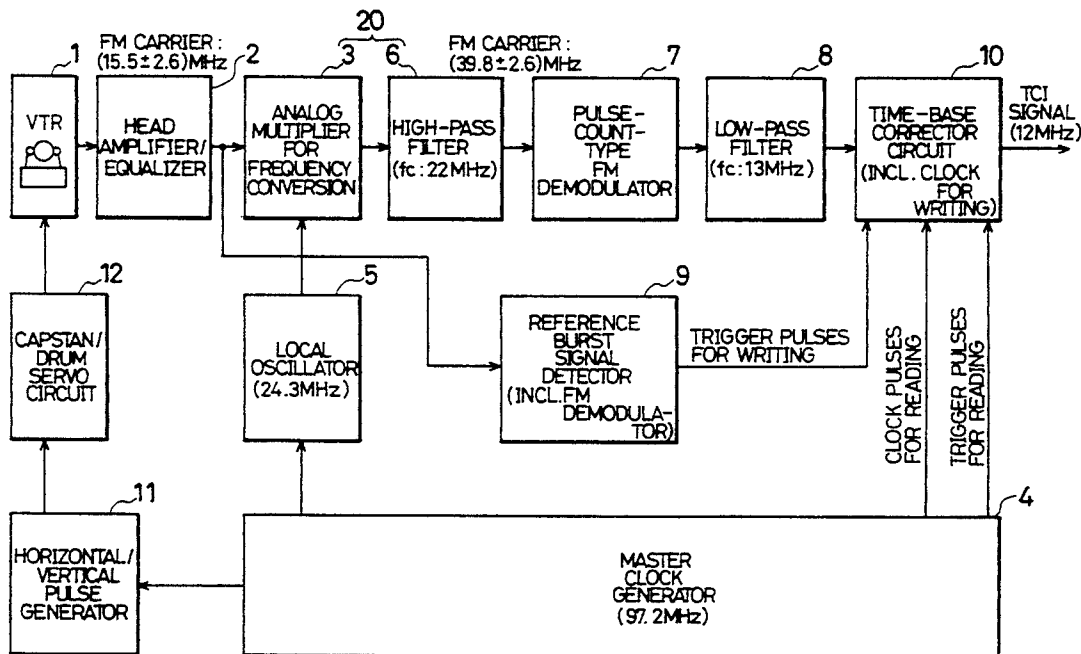 20
1
FM CARRIER :
(15.5±2.6)MHz
2
3
6
FM CARRIER :
(39.8±2.6)MHz
7
8
10
VTR
HEAD
AMPLIFIER/
EQUALIZER
ANALOG
MULTIPLIER
FOR
FREQUENCY
CONVERSION
HIGH-PASS
FILTER
(fc:22MHz)
PULSE-
COUNT-
TYPE
FM
DEMODULATOR
LOW-PASS
FILTER
(fc:13MHz)
TIME-BASE
CORRECTOR
CIRCUIT
(INCL.CLOCK
FOR
WRITING)
TCI
SIGNAL
(12MHz)
12
CAPSTAN/
DRUM
SERVO
CIRCUIT
5
LOCAL
OSCILLATOR
(24.3MHz)
9
REFERENCE
BURST
SIGNAL
DETECTOR
(INCL.FM
DEMODULA-
TOR)
TRIGGER PULSES
FOR WRITING
CLOCK PULSES
FOR READING
TRIGGER PULSES
FOR READING
11
HORIZONTAL/
VERTICAL
PULSE
GENERATOR
4
MASTER
CLOCK
GENERATOR
(97.2MHz)